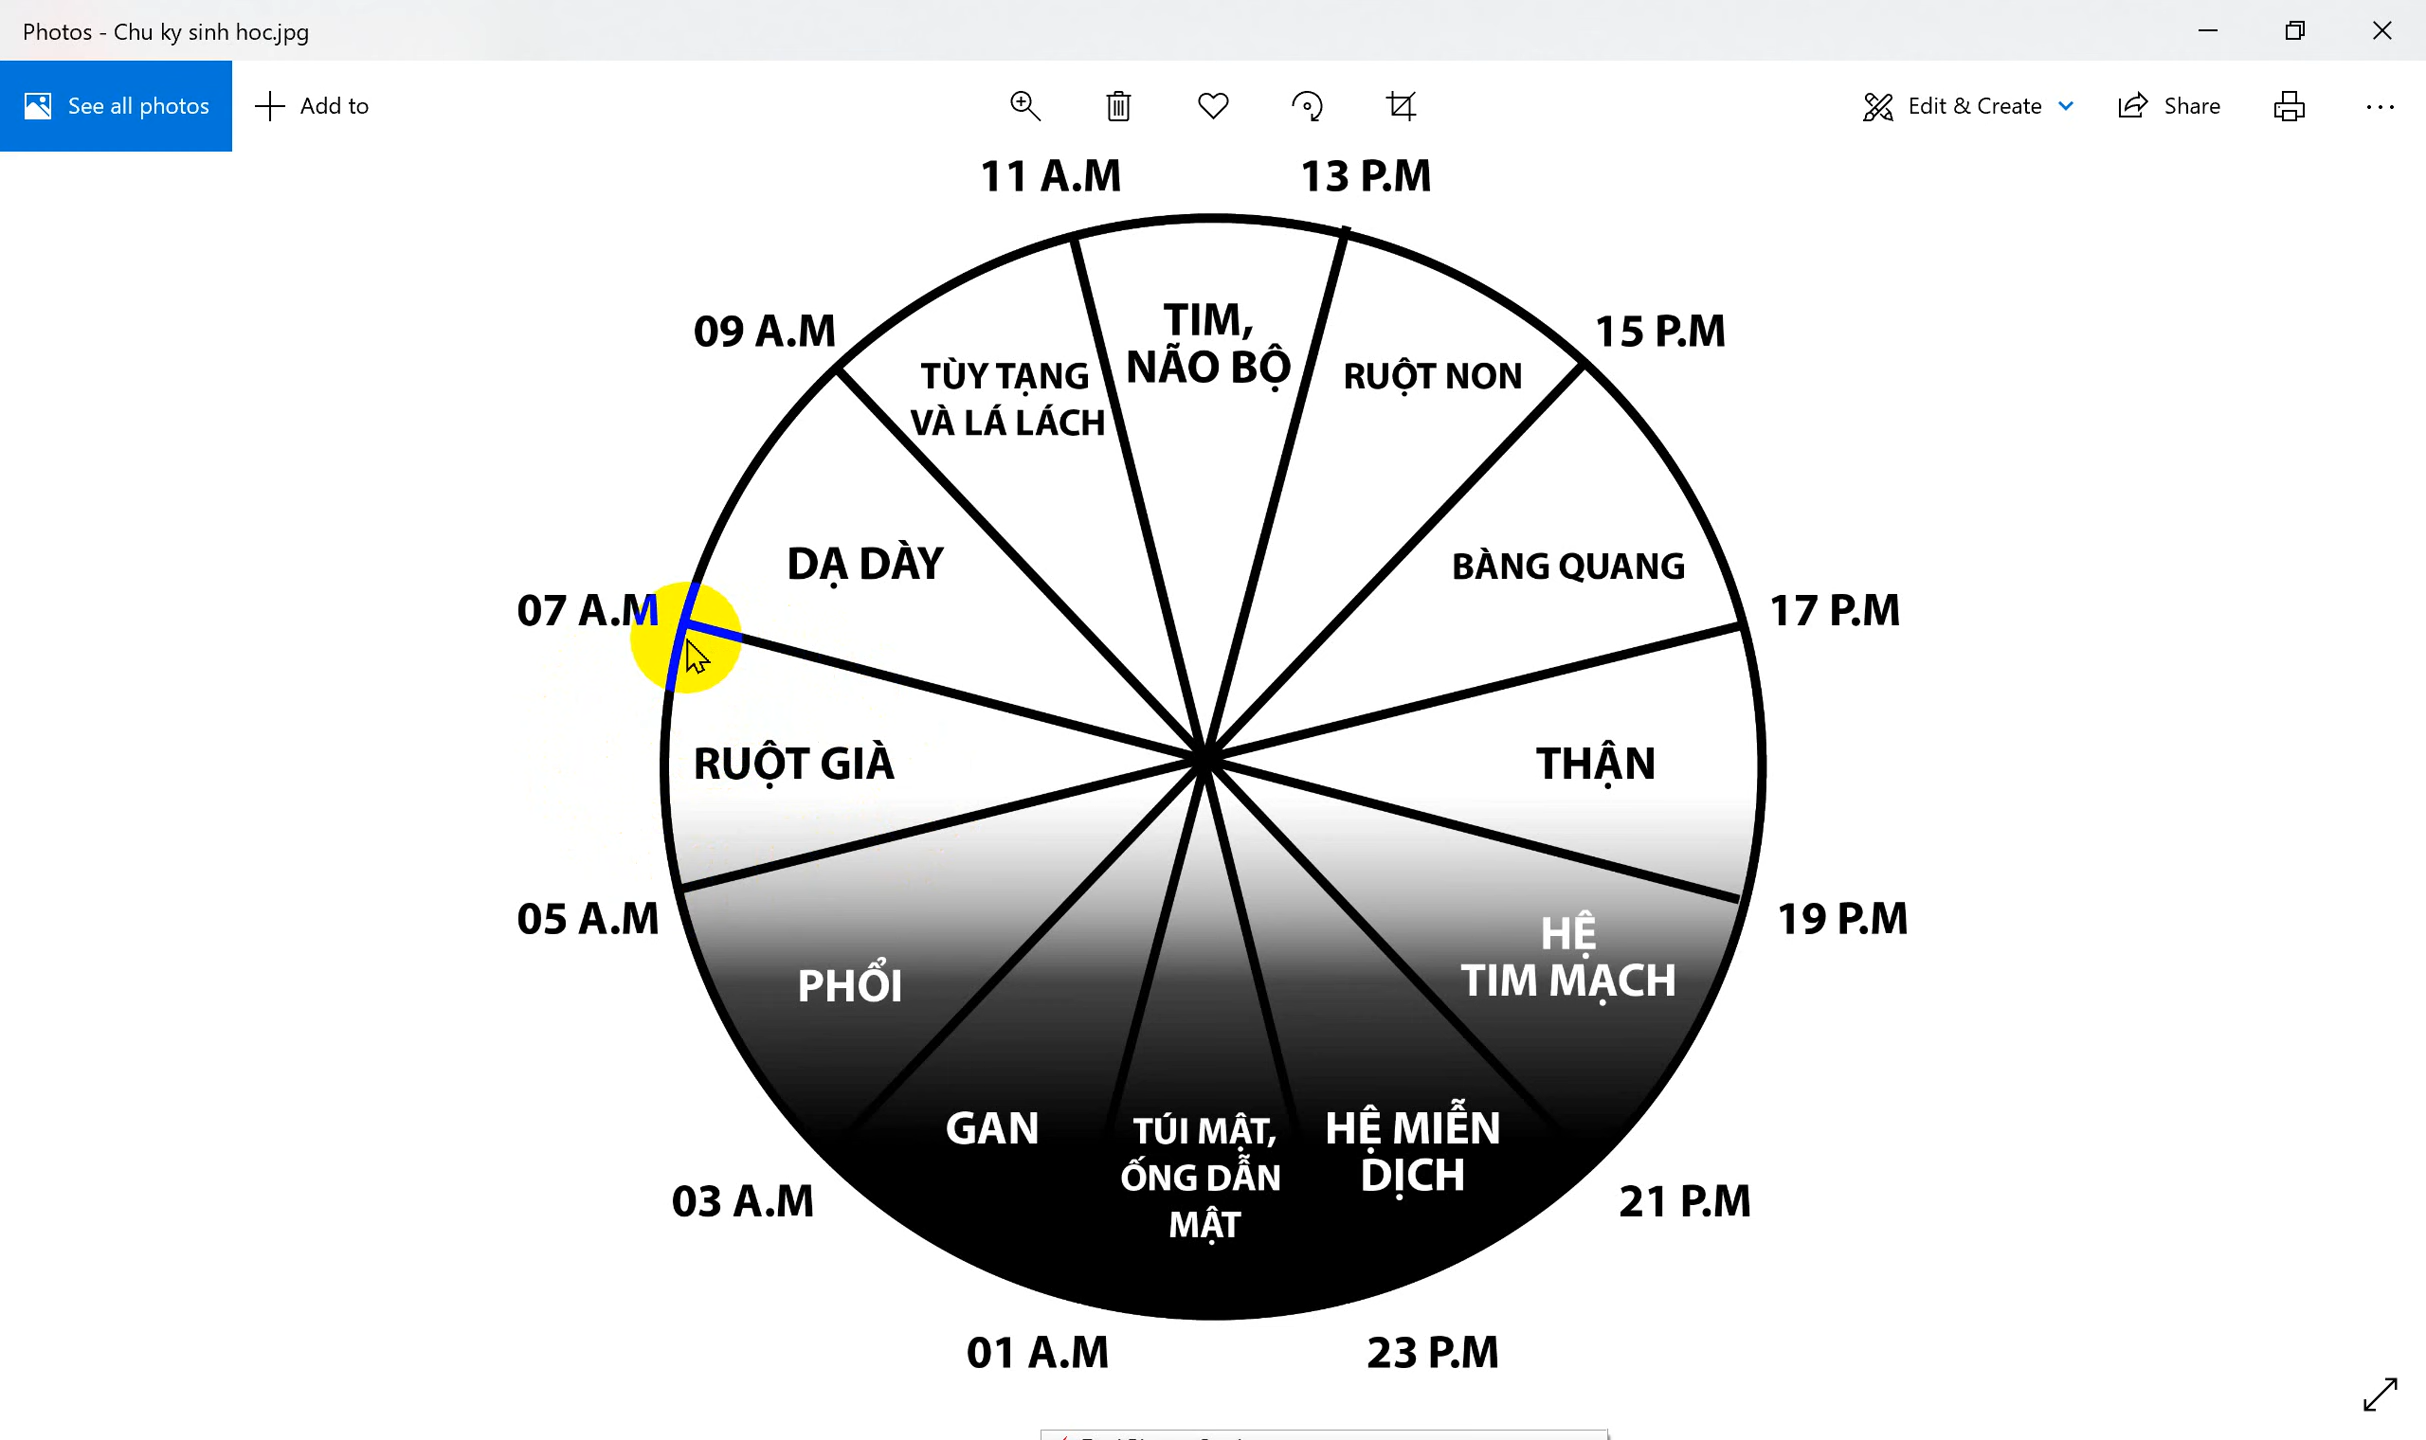 Photos - Chu ky sinh hoc.jpg
See all photos
Add to
Edit & Create
Share
11 A.M
13 P.M
09 A.M
15 P.M
TIM,
NÃO BỘ
TÙY TẠNG
VÀ LÁ LÁCH
RUỘT NON
DẠ DÀY
BÀNG QUANG
07 A.M
17 P.M
RUỘT GIÀ
THẬN
05 A.M
19 P.M
HỆ
TIM MẠCH
PHỔI
GAN
TÚI MẬT,
ỐNG DẪN
MẬT
HỆ MIỄN
DỊCH
03 A.M
21 P.M
01 A.M
23 P.M